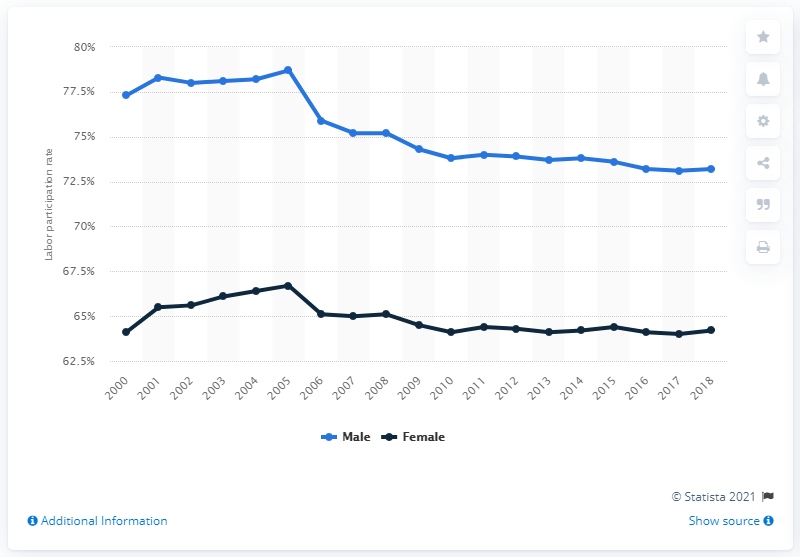 80%
77.5%
75%
72.5%
70%
67.5%
65%
62.5%
Labor participation rate
2000 2001 2002 2003 2004 2005 2006 2007 2008 2009 2010 2011 2012 2013 2014 2015 2016 2017 2018
Male Female
© Statista 2021
Additional Information Show source